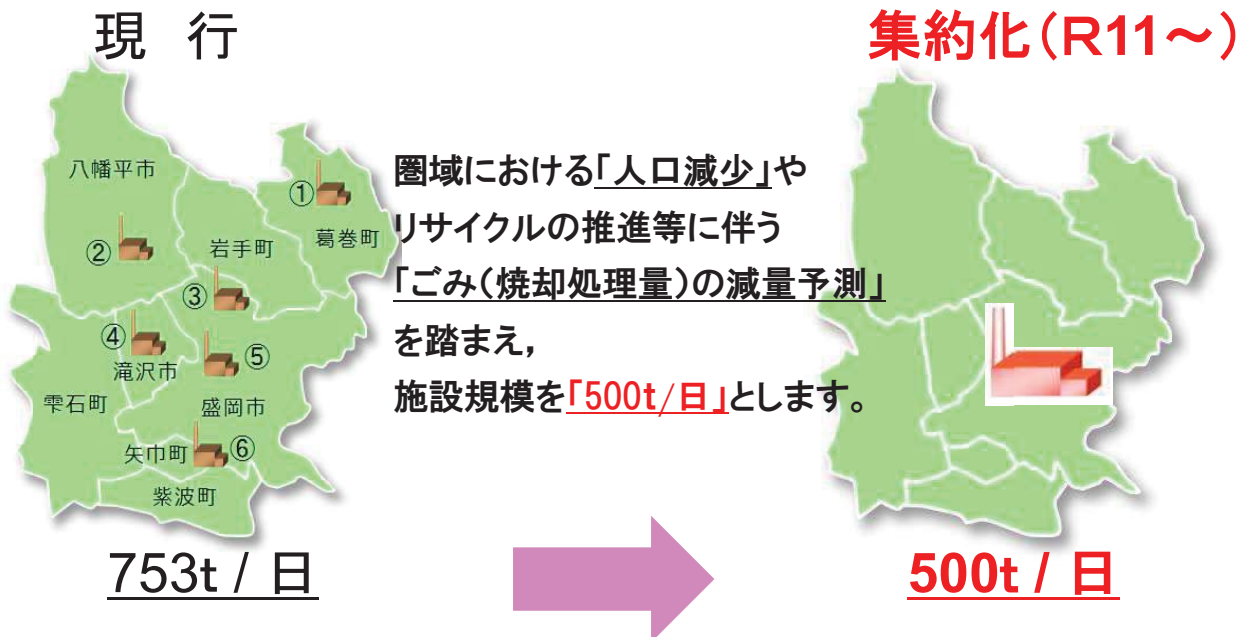 現 行
集約化(R11～)
八幡平市
①
葛巻町
②
岩手町
③
④
滝沢市
⑤
雫石町
盛岡市
矢巾町
⑥
紫波町
圏域における「人口減少」や
リサイクルの推進等に伴う
「ごみ(焼却処理量)の減量予測」
を踏まえ，
施設規模を「500t/日」とします。
753t / 日
500t / 日